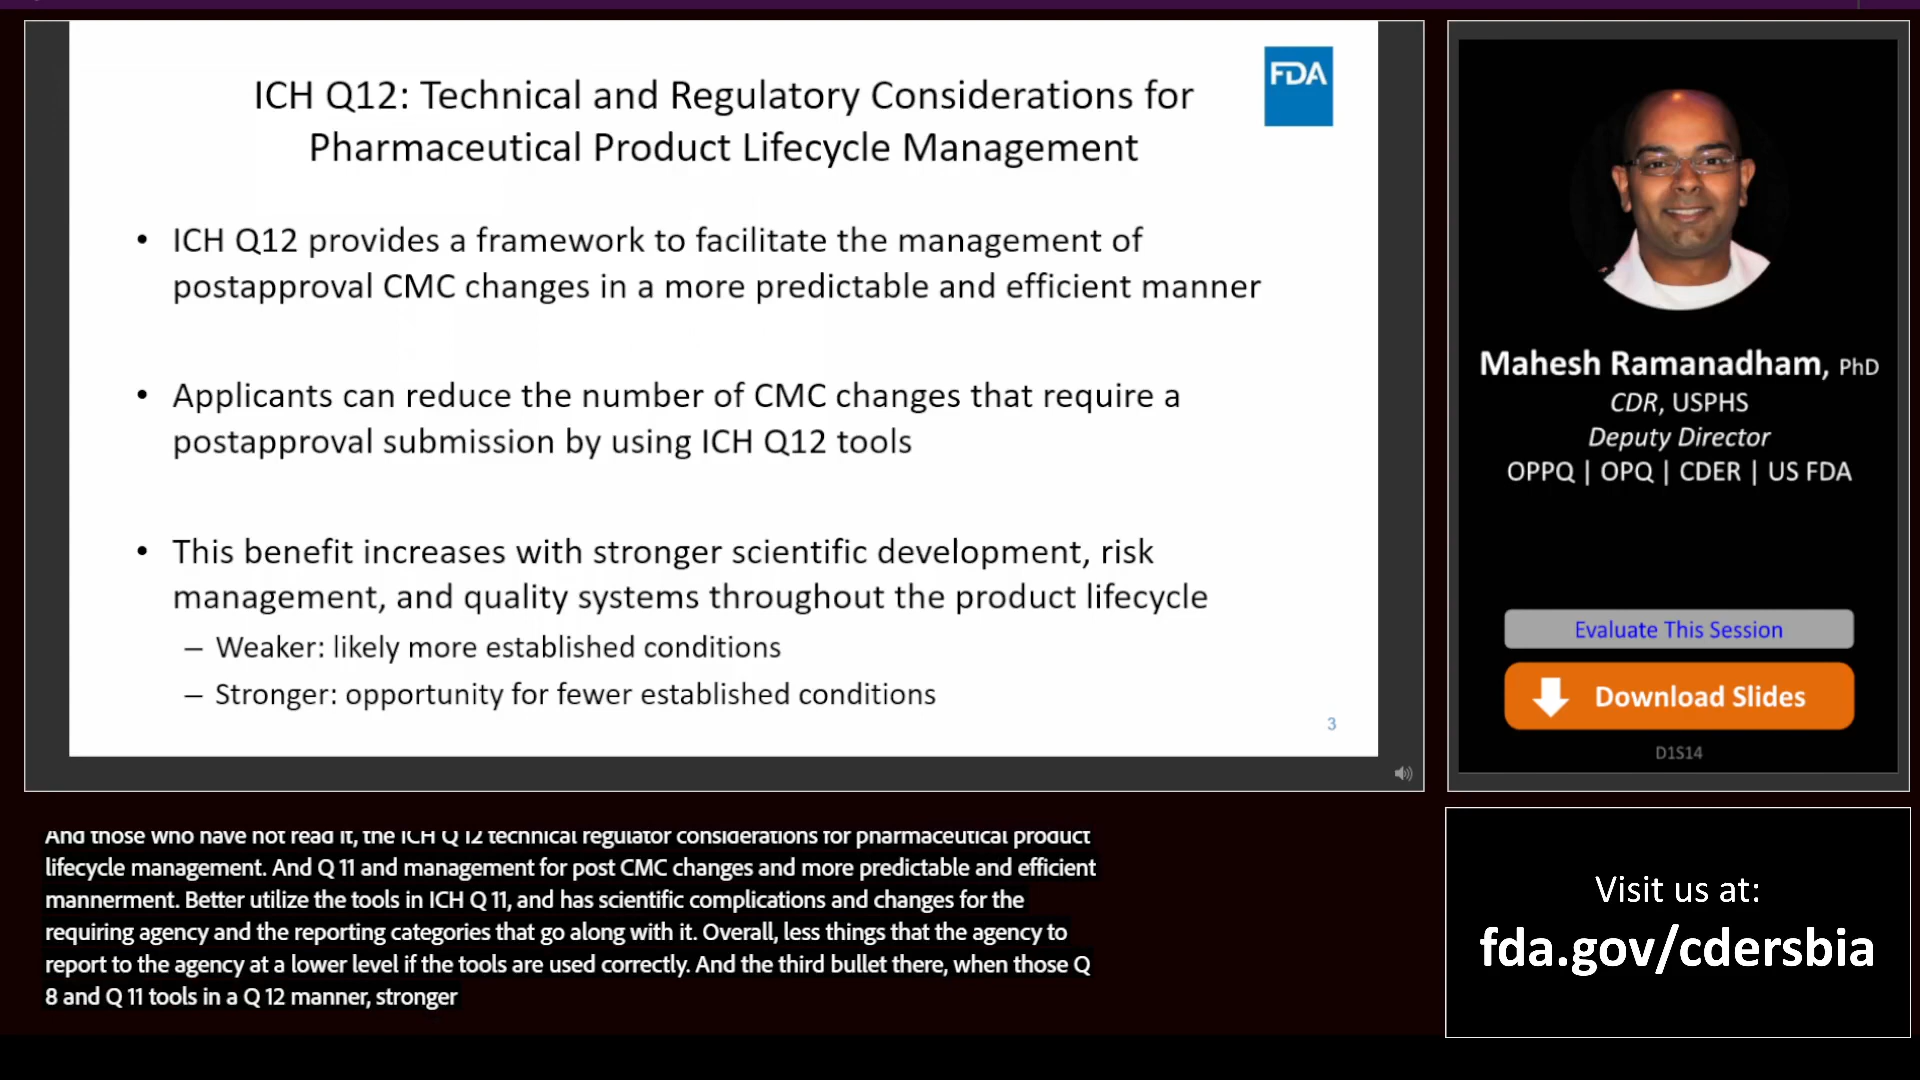 ICH Q12: Technical and Regulatory Considerations for
Pharmaceutical Product Lifecycle Management
FDA
• ICH Q12 provides a framework to facilitate the management of
postapproval CMC changes in a more predictable and efficient manner
• Applicants can reduce the number of CMC changes that require a
postapproval submission by using ICH Q12 tools
• This benefit increases with stronger scientific development, risk
management, and quality systems throughout the product lifecycle
– Weaker: likely more established conditions
– Stronger: opportunity for fewer established conditions
3
Mahesh Ramanadham, PhD
CDR, USPHS
Deputy Director
OPPQ | OPQ | CDER | US FDA
Evaluate This Session
Download Slides
D1S14
And those who have not read it, the ICH Q 12 technical regulator considerations for pharmaceutical product
lifecycle management. And Q 11 and management for post CMC changes and more predictable and efficient
mannerment. Better utilize the tools in ICH Q 11, and has scientific complications and changes for the
requiring agency and the reporting categories that go along with it. Overall, less things that the agency to
report to the agency at a lower level if the tools are used correctly. And the third bullet there, when those Q
8 and Q 11 tools in a Q 12 manner, stronger
Visit us at:
fda.gov/cdersbia